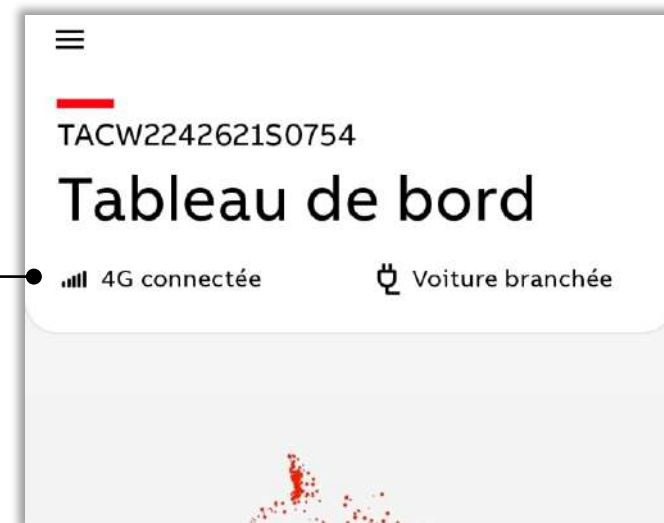 TACW2242621S0754
Tableau de bord
4G connectée
Voiture branchée